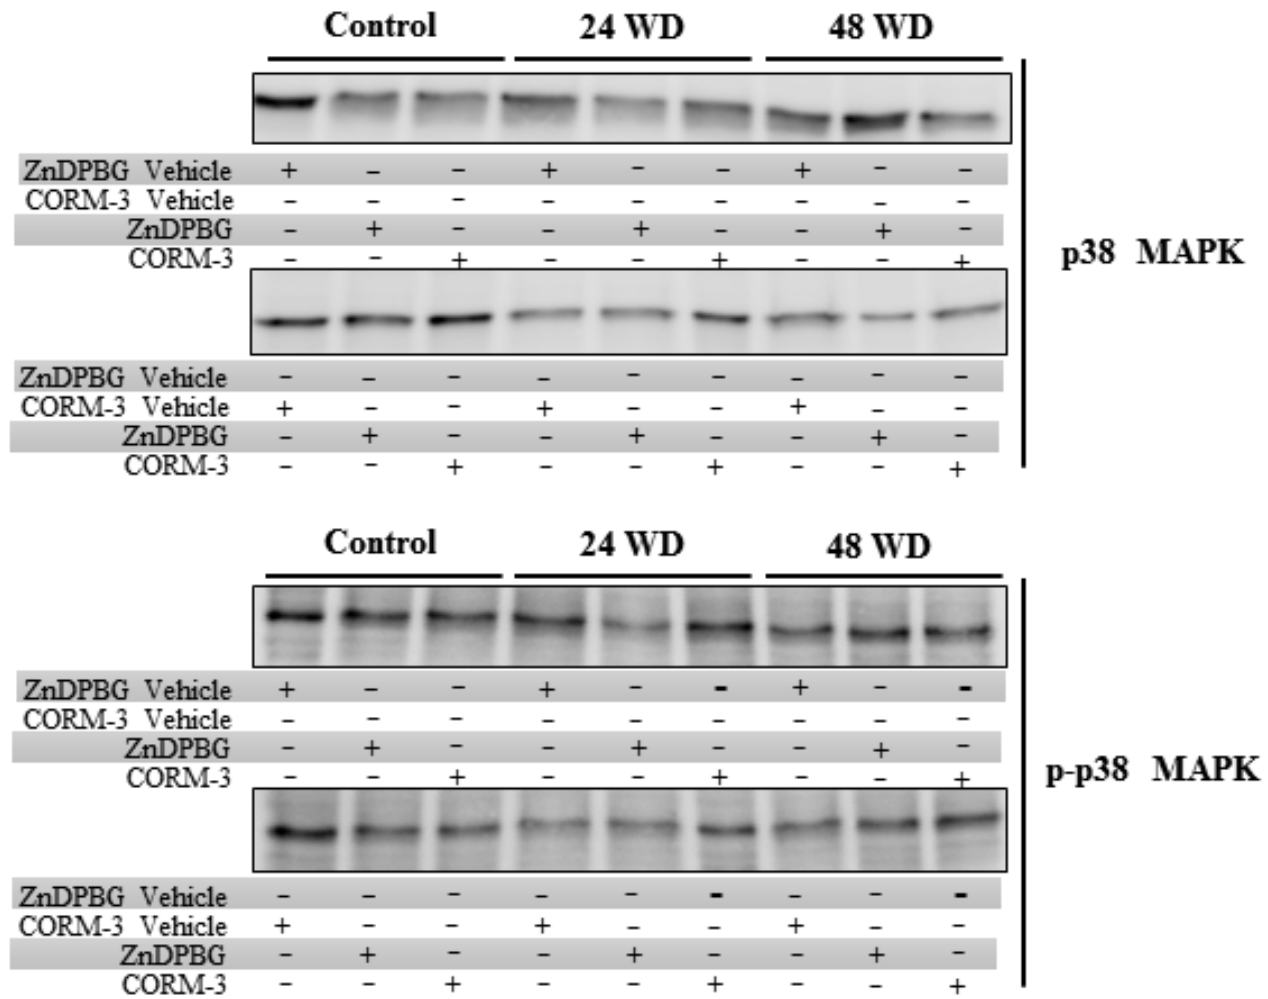 Control 24 WD 48 WD
ZnDPBG Vehicle + – – + – – + – –
CORM-3 Vehicle – – – – – – – – –
ZnDPBG – + – – + – – + –
CORM-3 – – + – – + – – +
p38 MAPK
ZnDPBG Vehicle – – – – – – – – –
CORM-3 Vehicle + – – + – – + – –
ZnDPBG – + – – + – – + –
CORM-3 – – + – – + – – +
Control 24 WD 48 WD
ZnDPBG Vehicle + – – + – - + – -
CORM-3 Vehicle – – – – – – – – –
ZnDPBG – + – – + – – + –
CORM-3 – – + – – + – – +
p-p38 MAPK
ZnDPBG Vehicle – – – – – - – – -
CORM-3 Vehicle + – – + – – + – –
ZnDPBG – + – – + – – + –
CORM-3 – – + – – + – – +